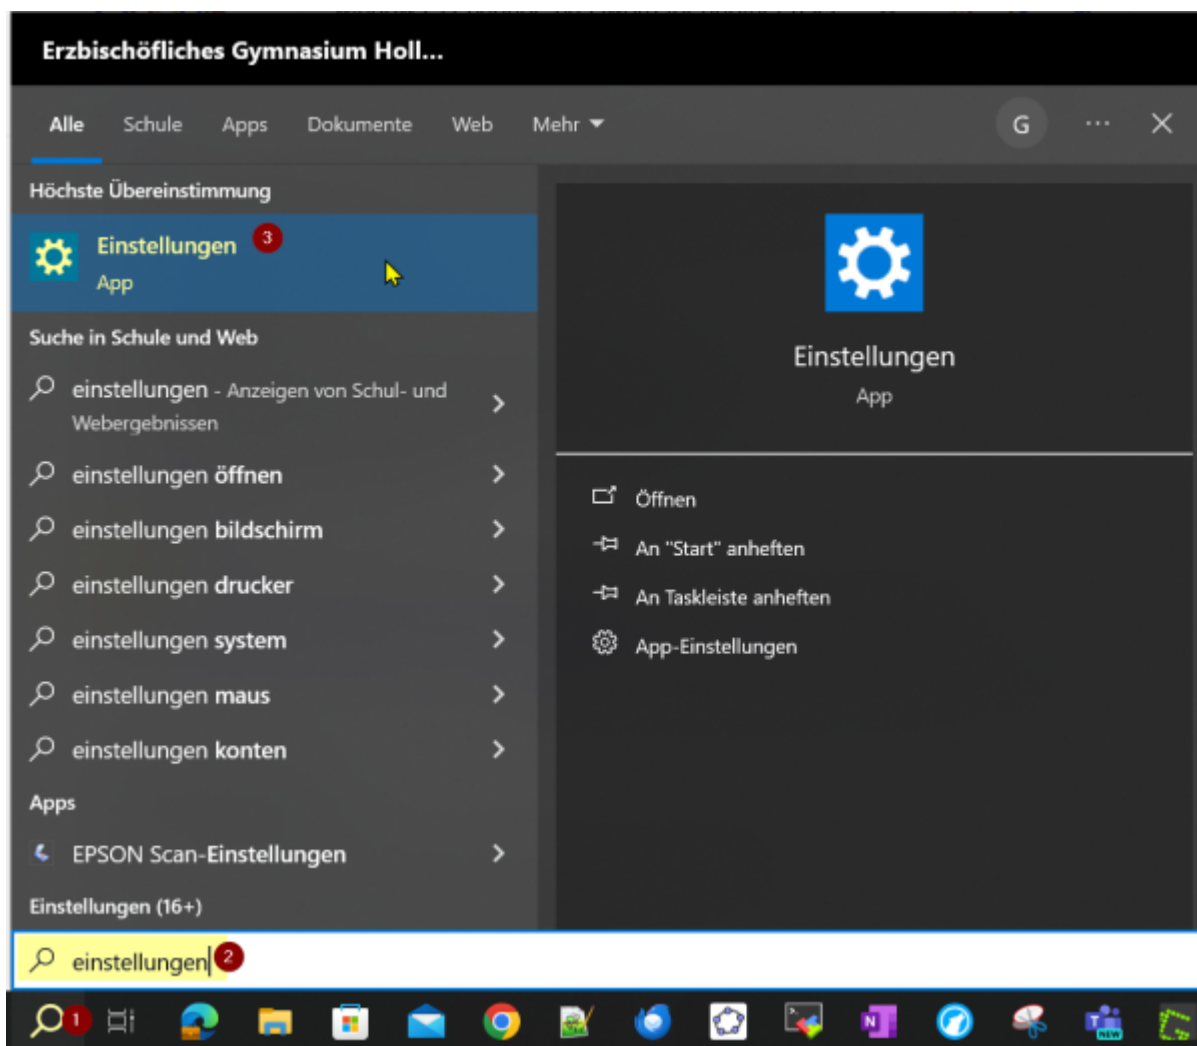 Erzbischöfliches Gymnasium Holl...
Alle Schule Apps Dokumente Web Mehr
G ...
Höchste Übereinstimmung
Einstellungen 3
App
Suche in Schule und Web
einstellungen - Anzeigen von Schul- und
Webergebnissen
einstellungen öffnen
einstellungen bildschirm
einstellungen drucker
einstellungen system
einstellungen maus
einstellungen konten
Apps
EPSON Scan-Einstellungen
Einstellungen (16+)
Einstellungen
App
Öffnen
An "Start" anheften
An Taskleiste anheften
App-Einstellungen
einstellungen 2
1
N
T
NEW